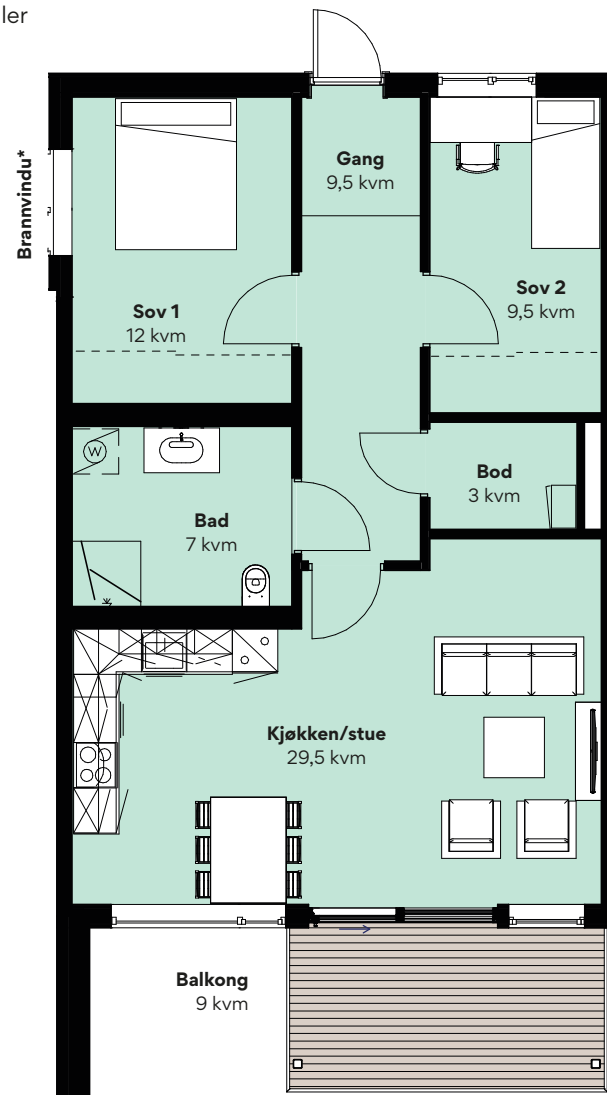 ler
Brannvindu*
Gang
9,5 kvm
Sov 1
12 kvm
Sov 2
9,5 kvm
W
Bad
7 kvm
Bod
3 kvm
Kjøkken/stue
29,5 kvm
Balkong
9 kvm